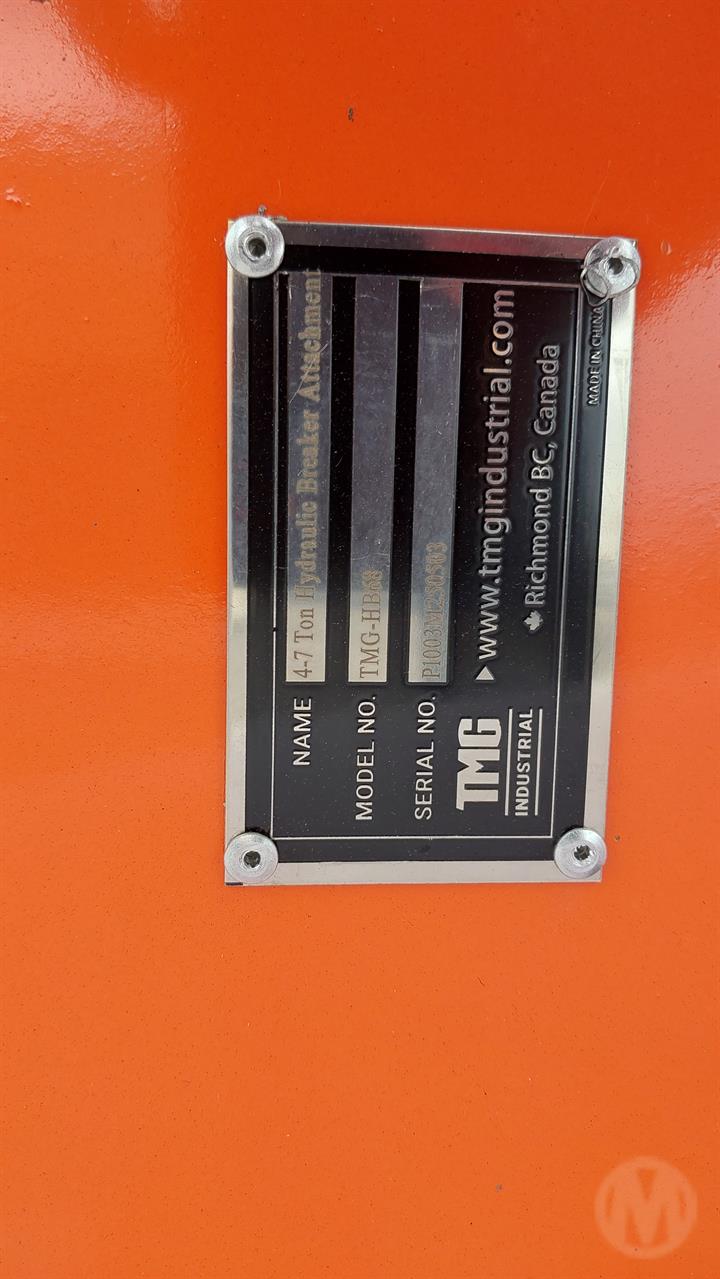 NAME 4-7 Ton Hydraulic Breaker Attachment
MODEL NO. TMG-HB68
SERIAL NO. P1003M250503
TMG INDUSTRIAL
www.tmgindustrial.com
Richmond BC, Canada
MADE IN CHINA
M